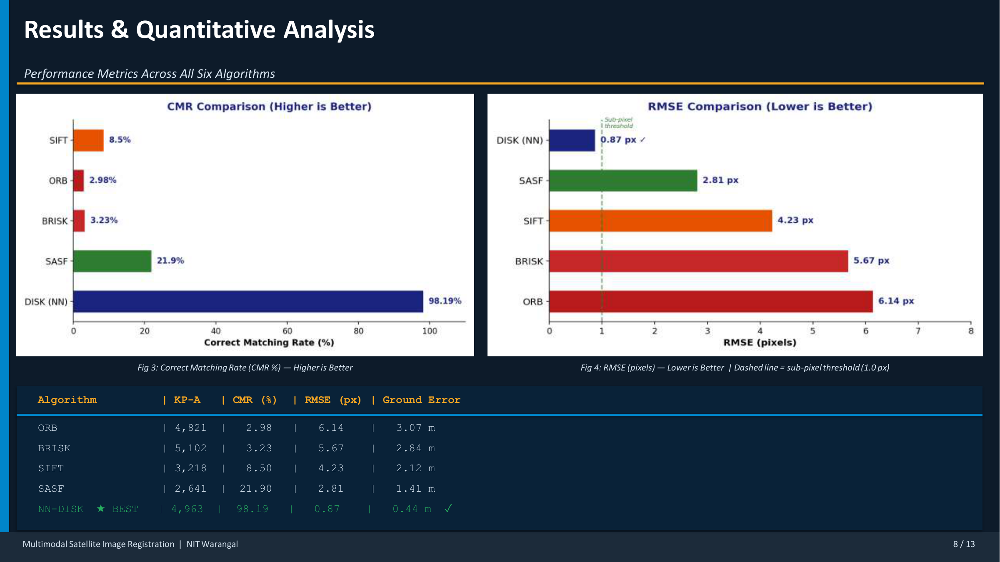 Results & Quantitative Analysis
Performance Metrics Across All Six Algorithms
CMR Comparison (Higher is Better)
SIFT
8.5%
ORB
2.98%
BRISK
3.23%
SASF
21.9%
DISK (NN)
98.19%
0 20 40 60 80 100
Correct Matching Rate (%)
Fig 3: Correct Matching Rate (CMR %) — Higher is Better
RMSE Comparison (Lower is Better)
Sub-pixel
threshold
DISK (NN)
0.87 px ✓
SASF
2.81 px
SIFT
4.23 px
BRISK
5.67 px
ORB
6.14 px
0 1 2 3 4 5 6 7 8
RMSE (pixels)
Fig 4: RMSE (pixels) — Lower is Better | Dashed line = sub-pixel threshold (1.0 px)
Algorithm | KP-A | CMR (%) | RMSE (px) | Ground Error
ORB | 4,821 | 2.98 | 6.14 | 3.07 m
BRISK | 5,102 | 3.23 | 5.67 | 2.84 m
SIFT | 3,218 | 8.50 | 4.23 | 2.12 m
SASF | 2,641 | 21.90 | 2.81 | 1.41 m
NN-DISK ★ BEST | 4,963 | 98.19 | 0.87 | 0.44 m ✓
Multimodal Satellite Image Registration | NIT Warangal
8 / 13